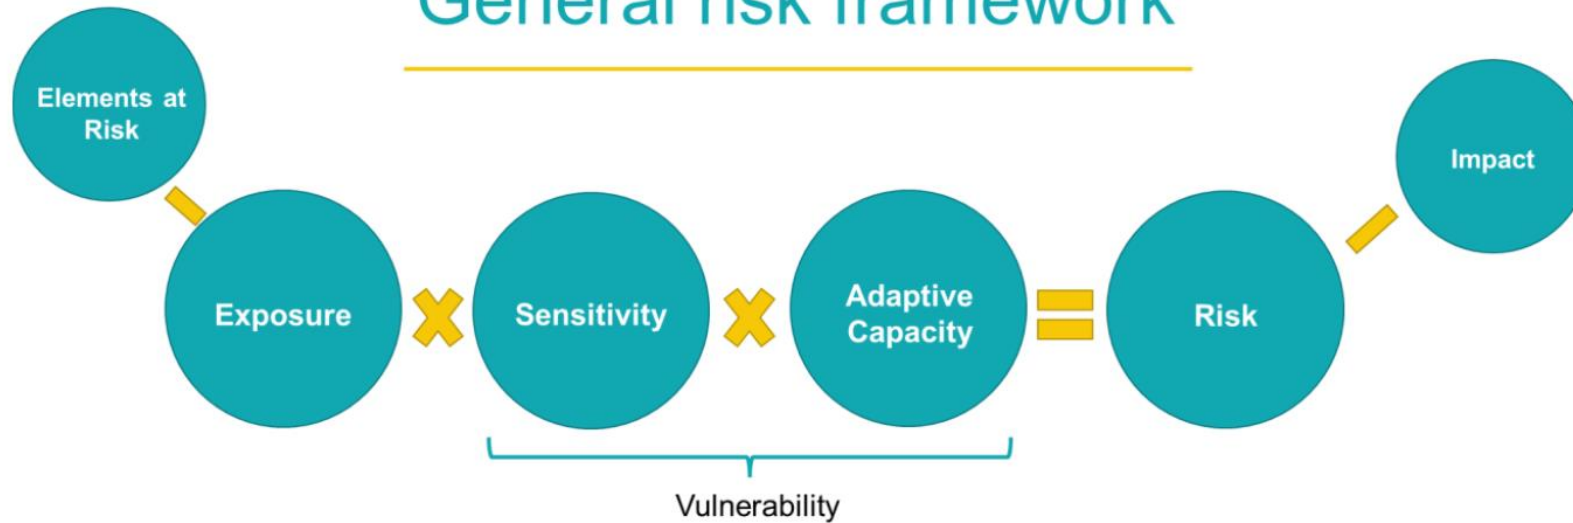 General risk framework
Elements at
Risk
Impact
Exposure
Sensitivity
Adaptive
Capacity
Risk
Vulnerability